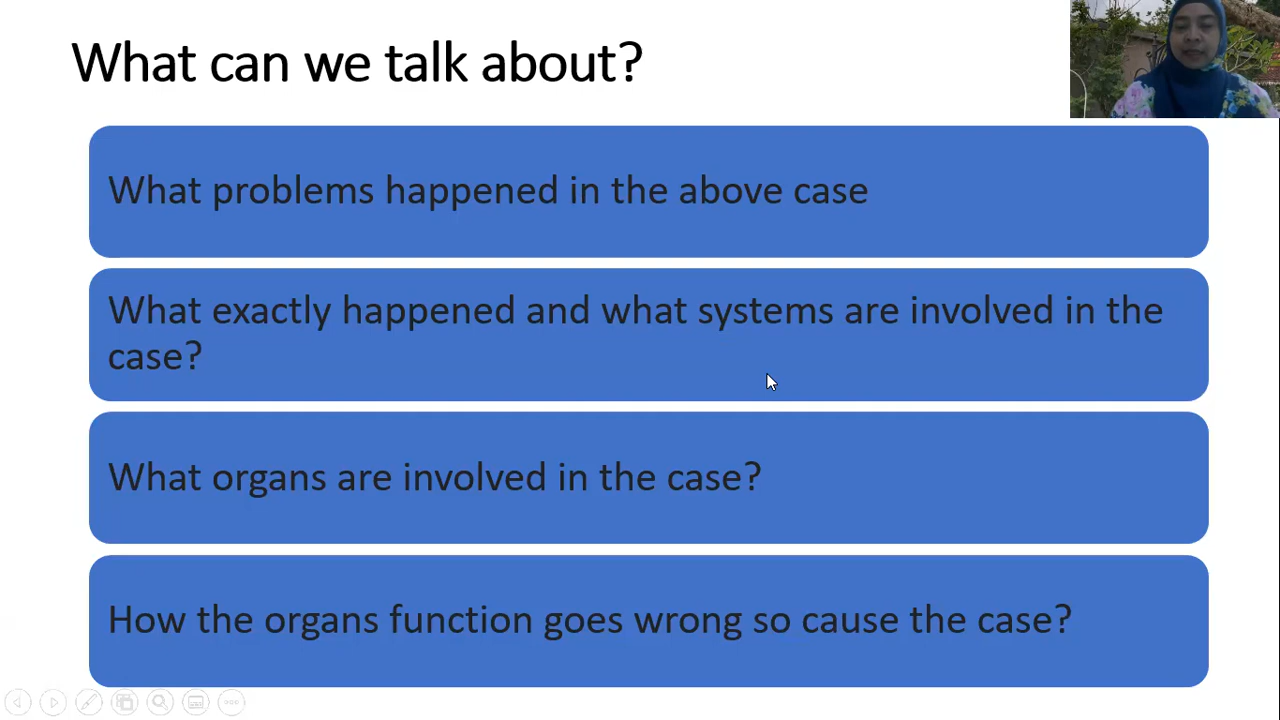 What can we talk about?
What problems happened in the above case
What exactly happened and what systems are involved in the
case?
What organs are involved in the case?
How the organs function goes wrong so cause the case?